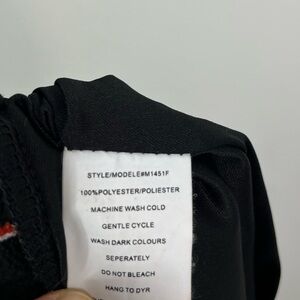 STYLE/MODELE#M1451F
100%POLYESTER/POLIESTER
MACHINE WASH COLD
GENTLE CYCLE
WASH DARK COLOURS
SEPERATELY
DO NOT BLEACH
HANG TO DYR